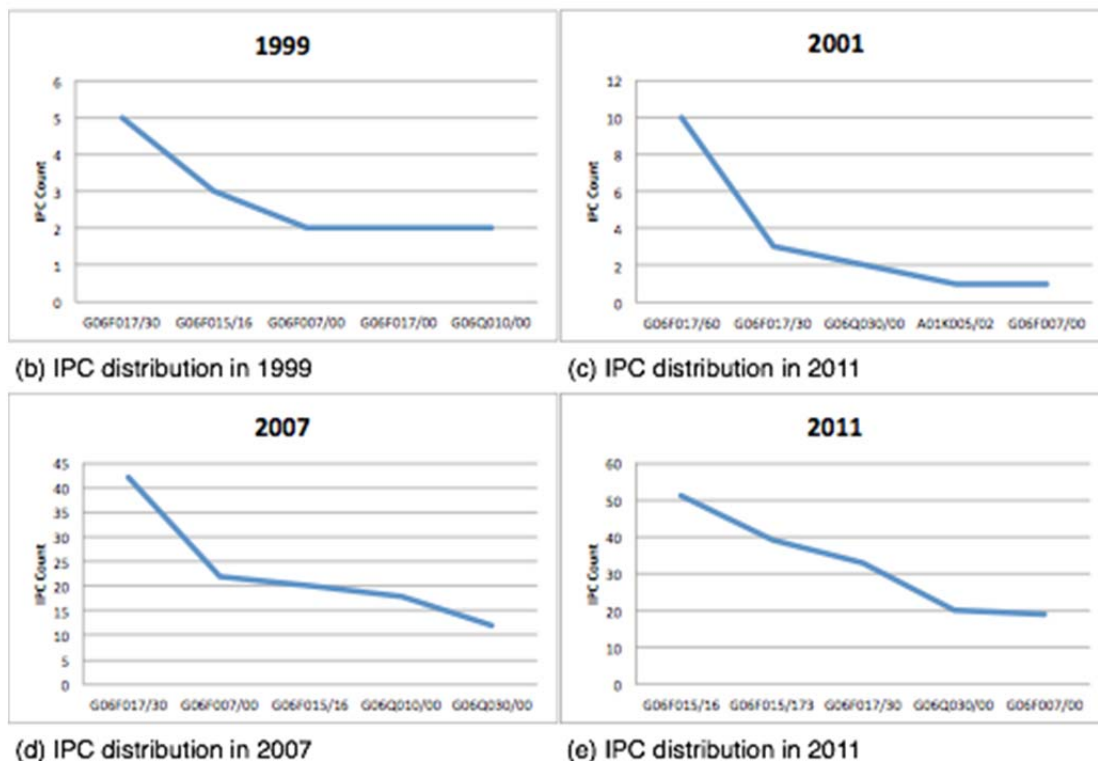 1999
6
5
4
3
2
1
0
IPC Count
G06F017/30 G06F015/16 G06F007/00 G06F017/00 G06Q010/00
(b) IPC distribution in 1999
2001
12
10
8
6
4
2
0
IPC Count
G06F017/60 G06F017/30 G06Q030/00 A01K005/02 G06F007/00
(c) IPC distribution in 2011
2007
45
40
35
30
25
20
15
10
5
0
IPC Count
G06F017/30 G06F007/00 G06F015/16 G06Q010/00 G06Q030/00
(d) IPC distribution in 2007
2011
60
50
40
30
20
10
0
IPC Count
G06F015/16 G06F015/173 G06F017/30 G06Q030/00 G06F007/00
(e) IPC distribution in 2011